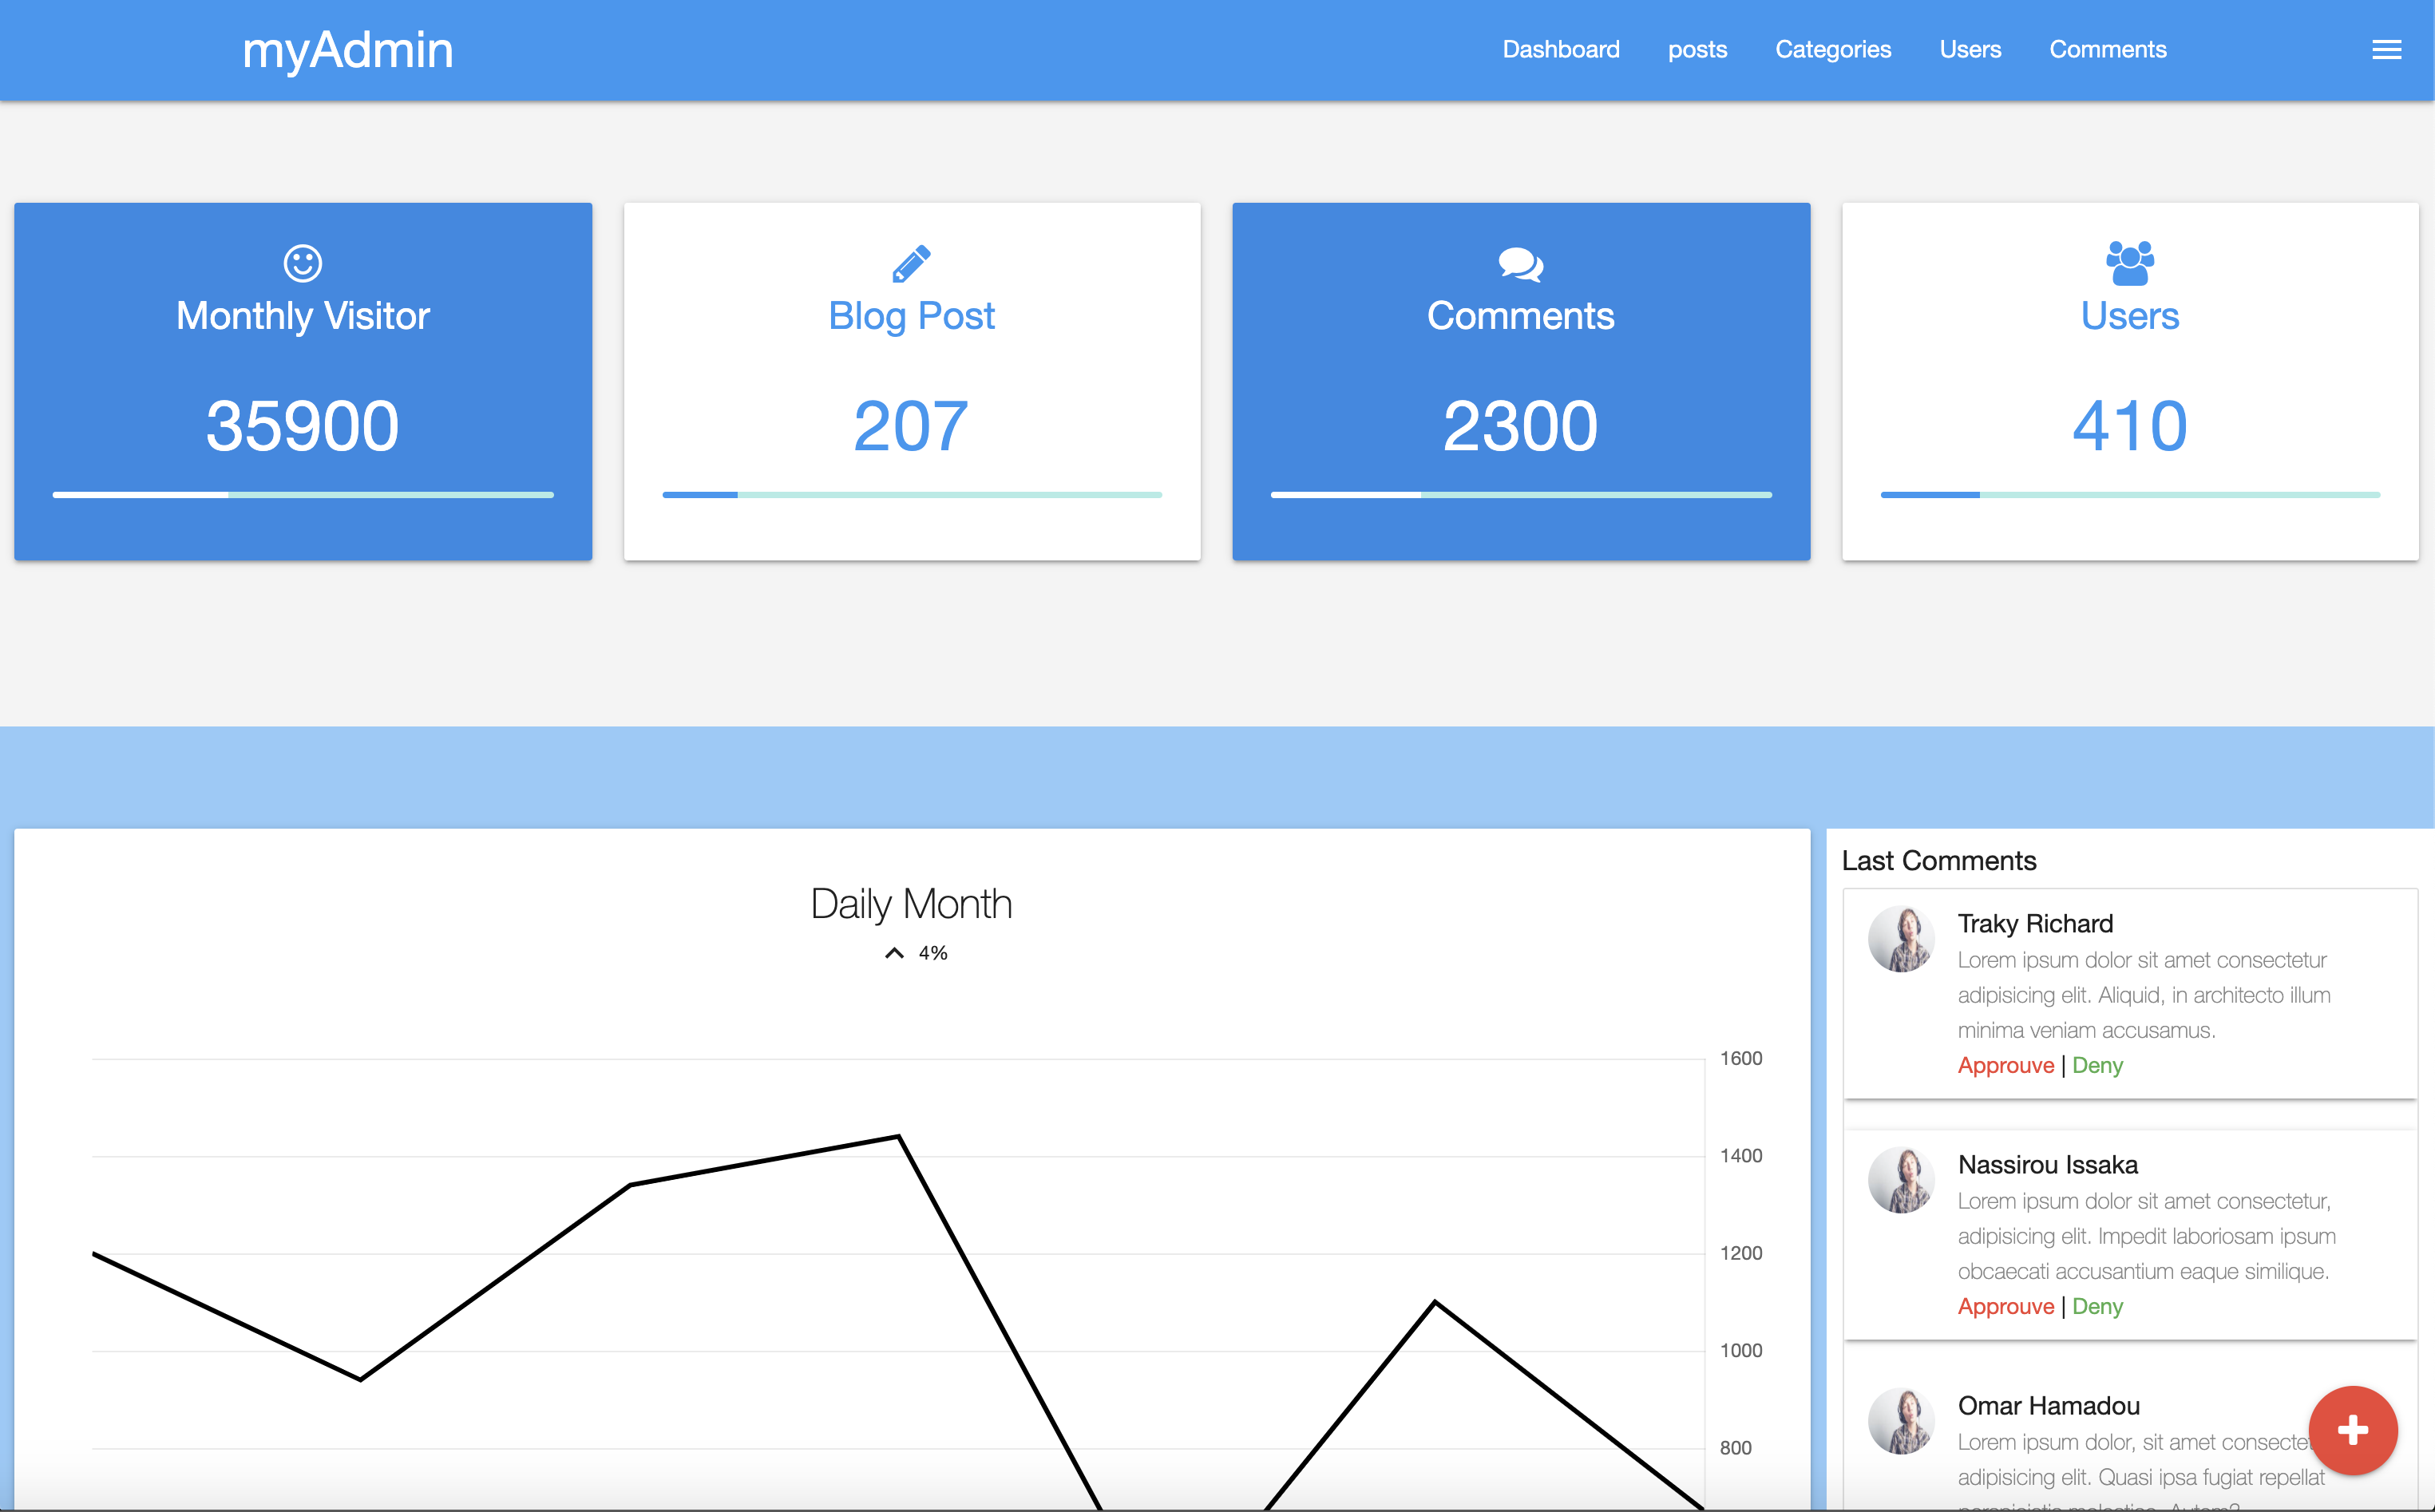 myAdmin
Dashboard posts Categories Users Comments
Monthly Visitor
35900
Blog Post
207
Comments
2300
Users
410
Daily Month
4%
1600
1400
1200
1000
800
Last Comments
Traky Richard
Lorem ipsum dolor sit amet consectetur
adipisicing elit. Aliquid, in architecto illum
minima veniam accusamus.
Approuve | Deny
Nassirou Issaka
Lorem ipsum dolor sit amet consectetur,
adipisicing elit. Impedit laboriosam ipsum
obcaecati accusantium eaque similique.
Approuve | Deny
Omar Hamadou
Lorem ipsum dolor, sit amet
adipisicing elit. Quasi ipsa fugiat repellat